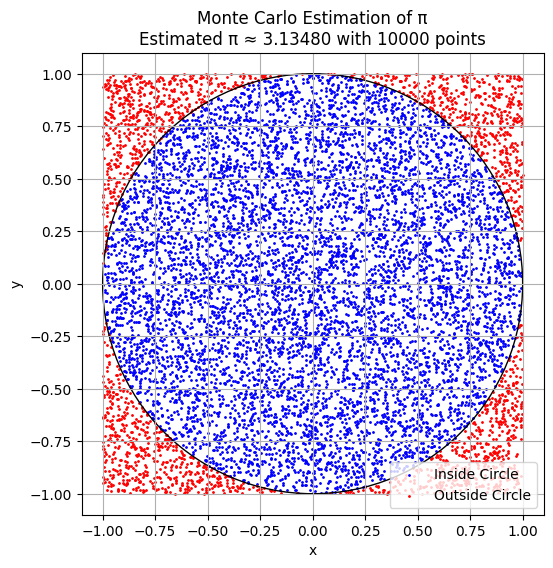 Monte Carlo Estimation of π
Estimated π ≈ 3.13480 with 10000 points
1.00
0.75
0.50
0.25
0.00
−0.25
−0.50
−0.75
−1.00
y
Inside Circle
Outside Circle
−1.00 −0.75 −0.50 −0.25 0.00 0.25 0.50 0.75 1.00
x